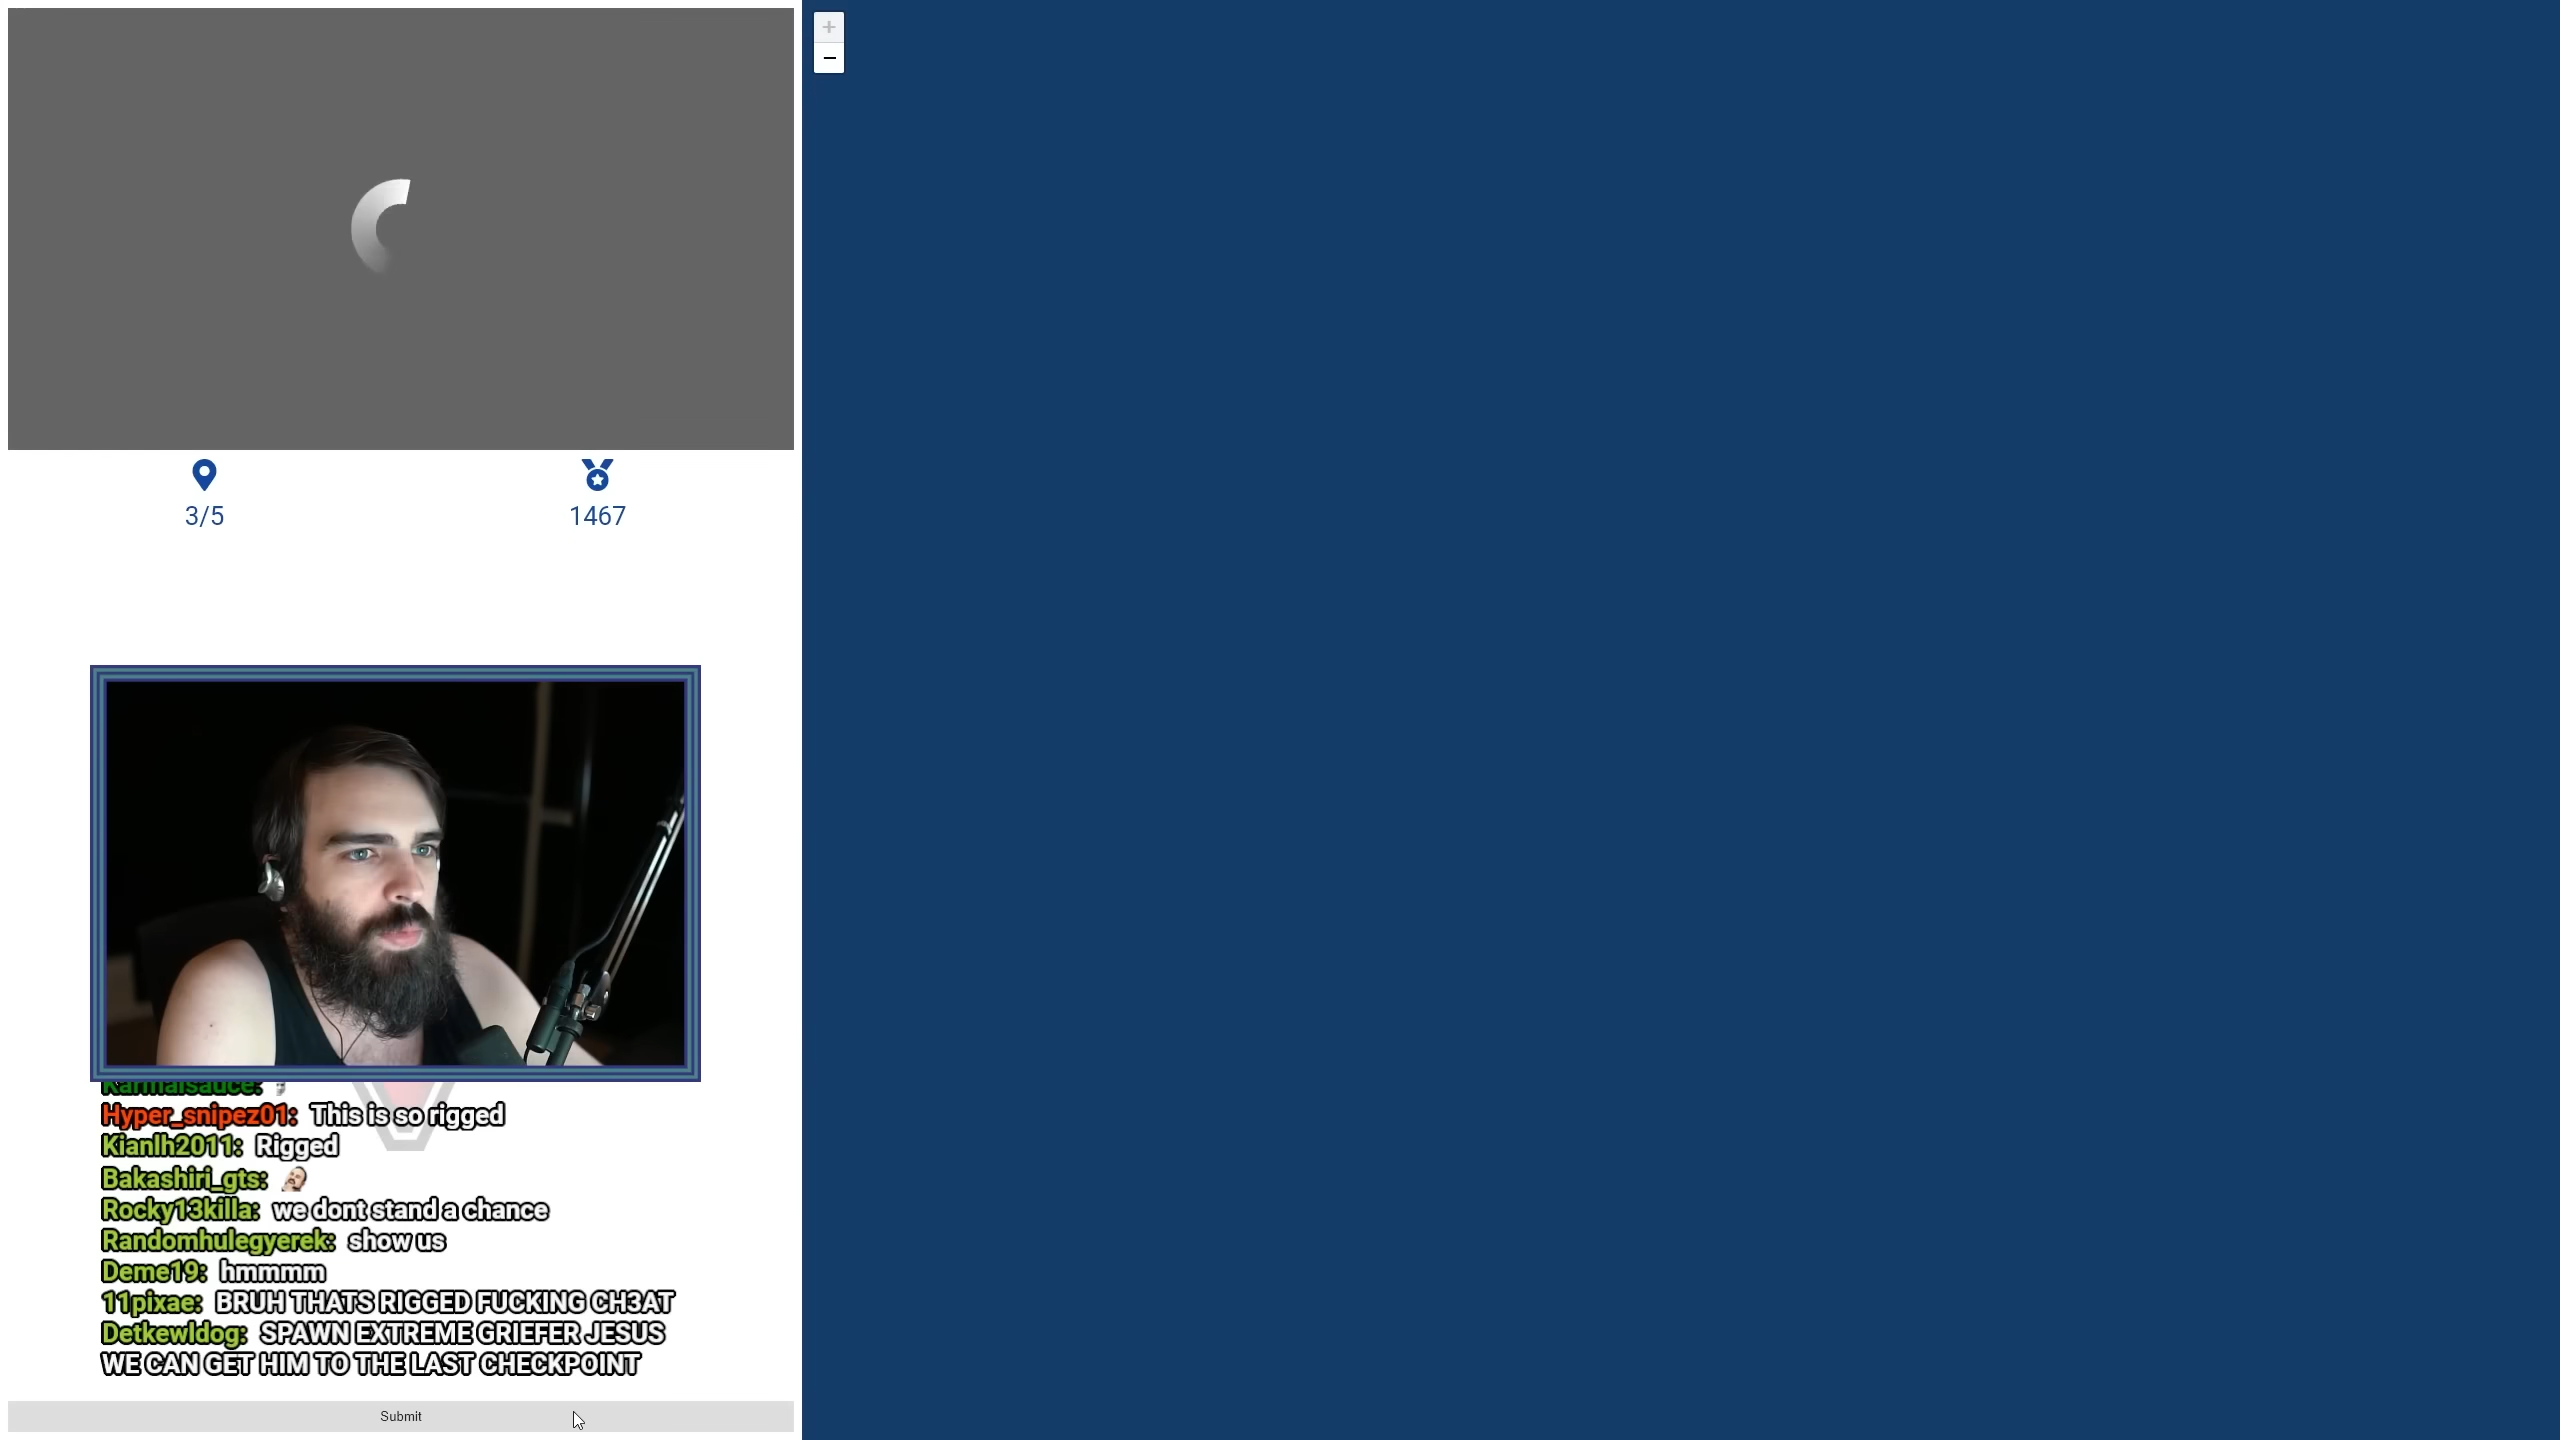 +
−
3/5
1467
Karmaisauce:
Hyper_snipez01: This is so rigged
Kianlh2011: Rigged
Bakashiri_gts:
Rocky13killa: we dont stand a chance
Randomhulegyerek: show us
Deme19: hmmmm
11pixae: BRUH THATS RIGGED FUCKING CH3AT
Detkewldog: SPAWN EXTREME GRIEFER JESUS
WE CAN GET HIM TO THE LAST CHECKPOINT
Submit